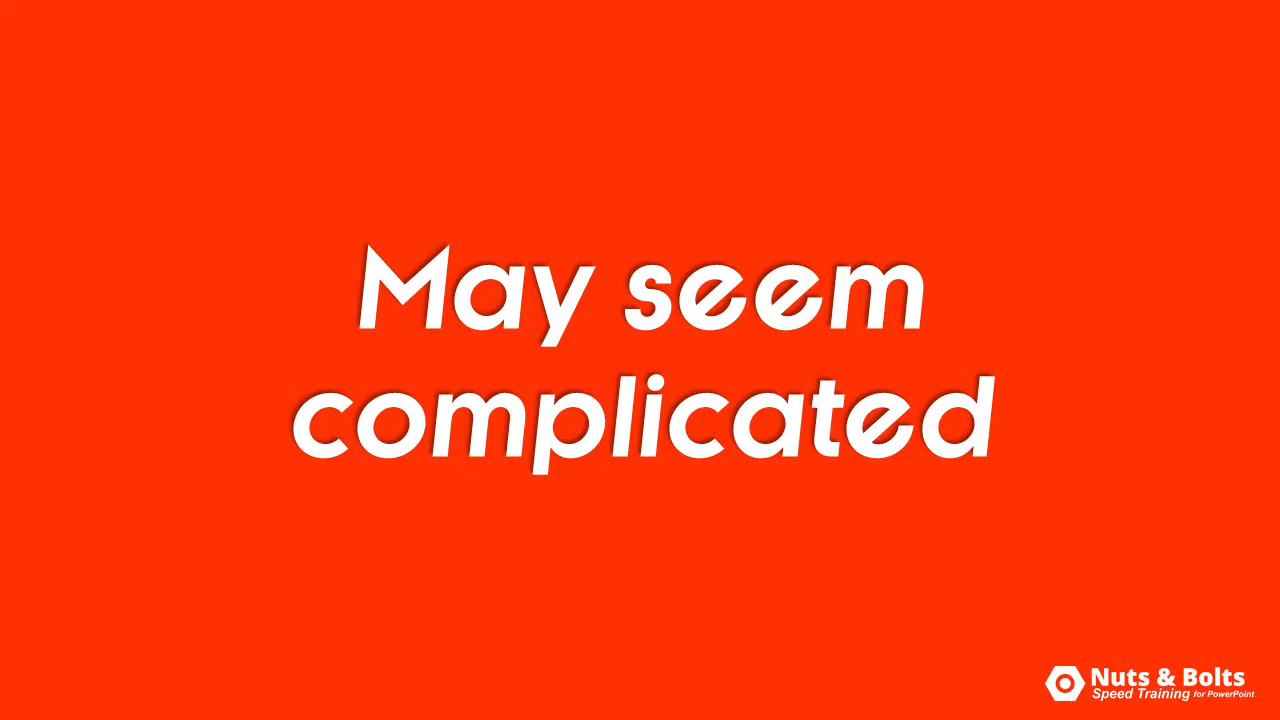 May seem
complicated
Nuts & Bolts
Speed Training for PowerPoint